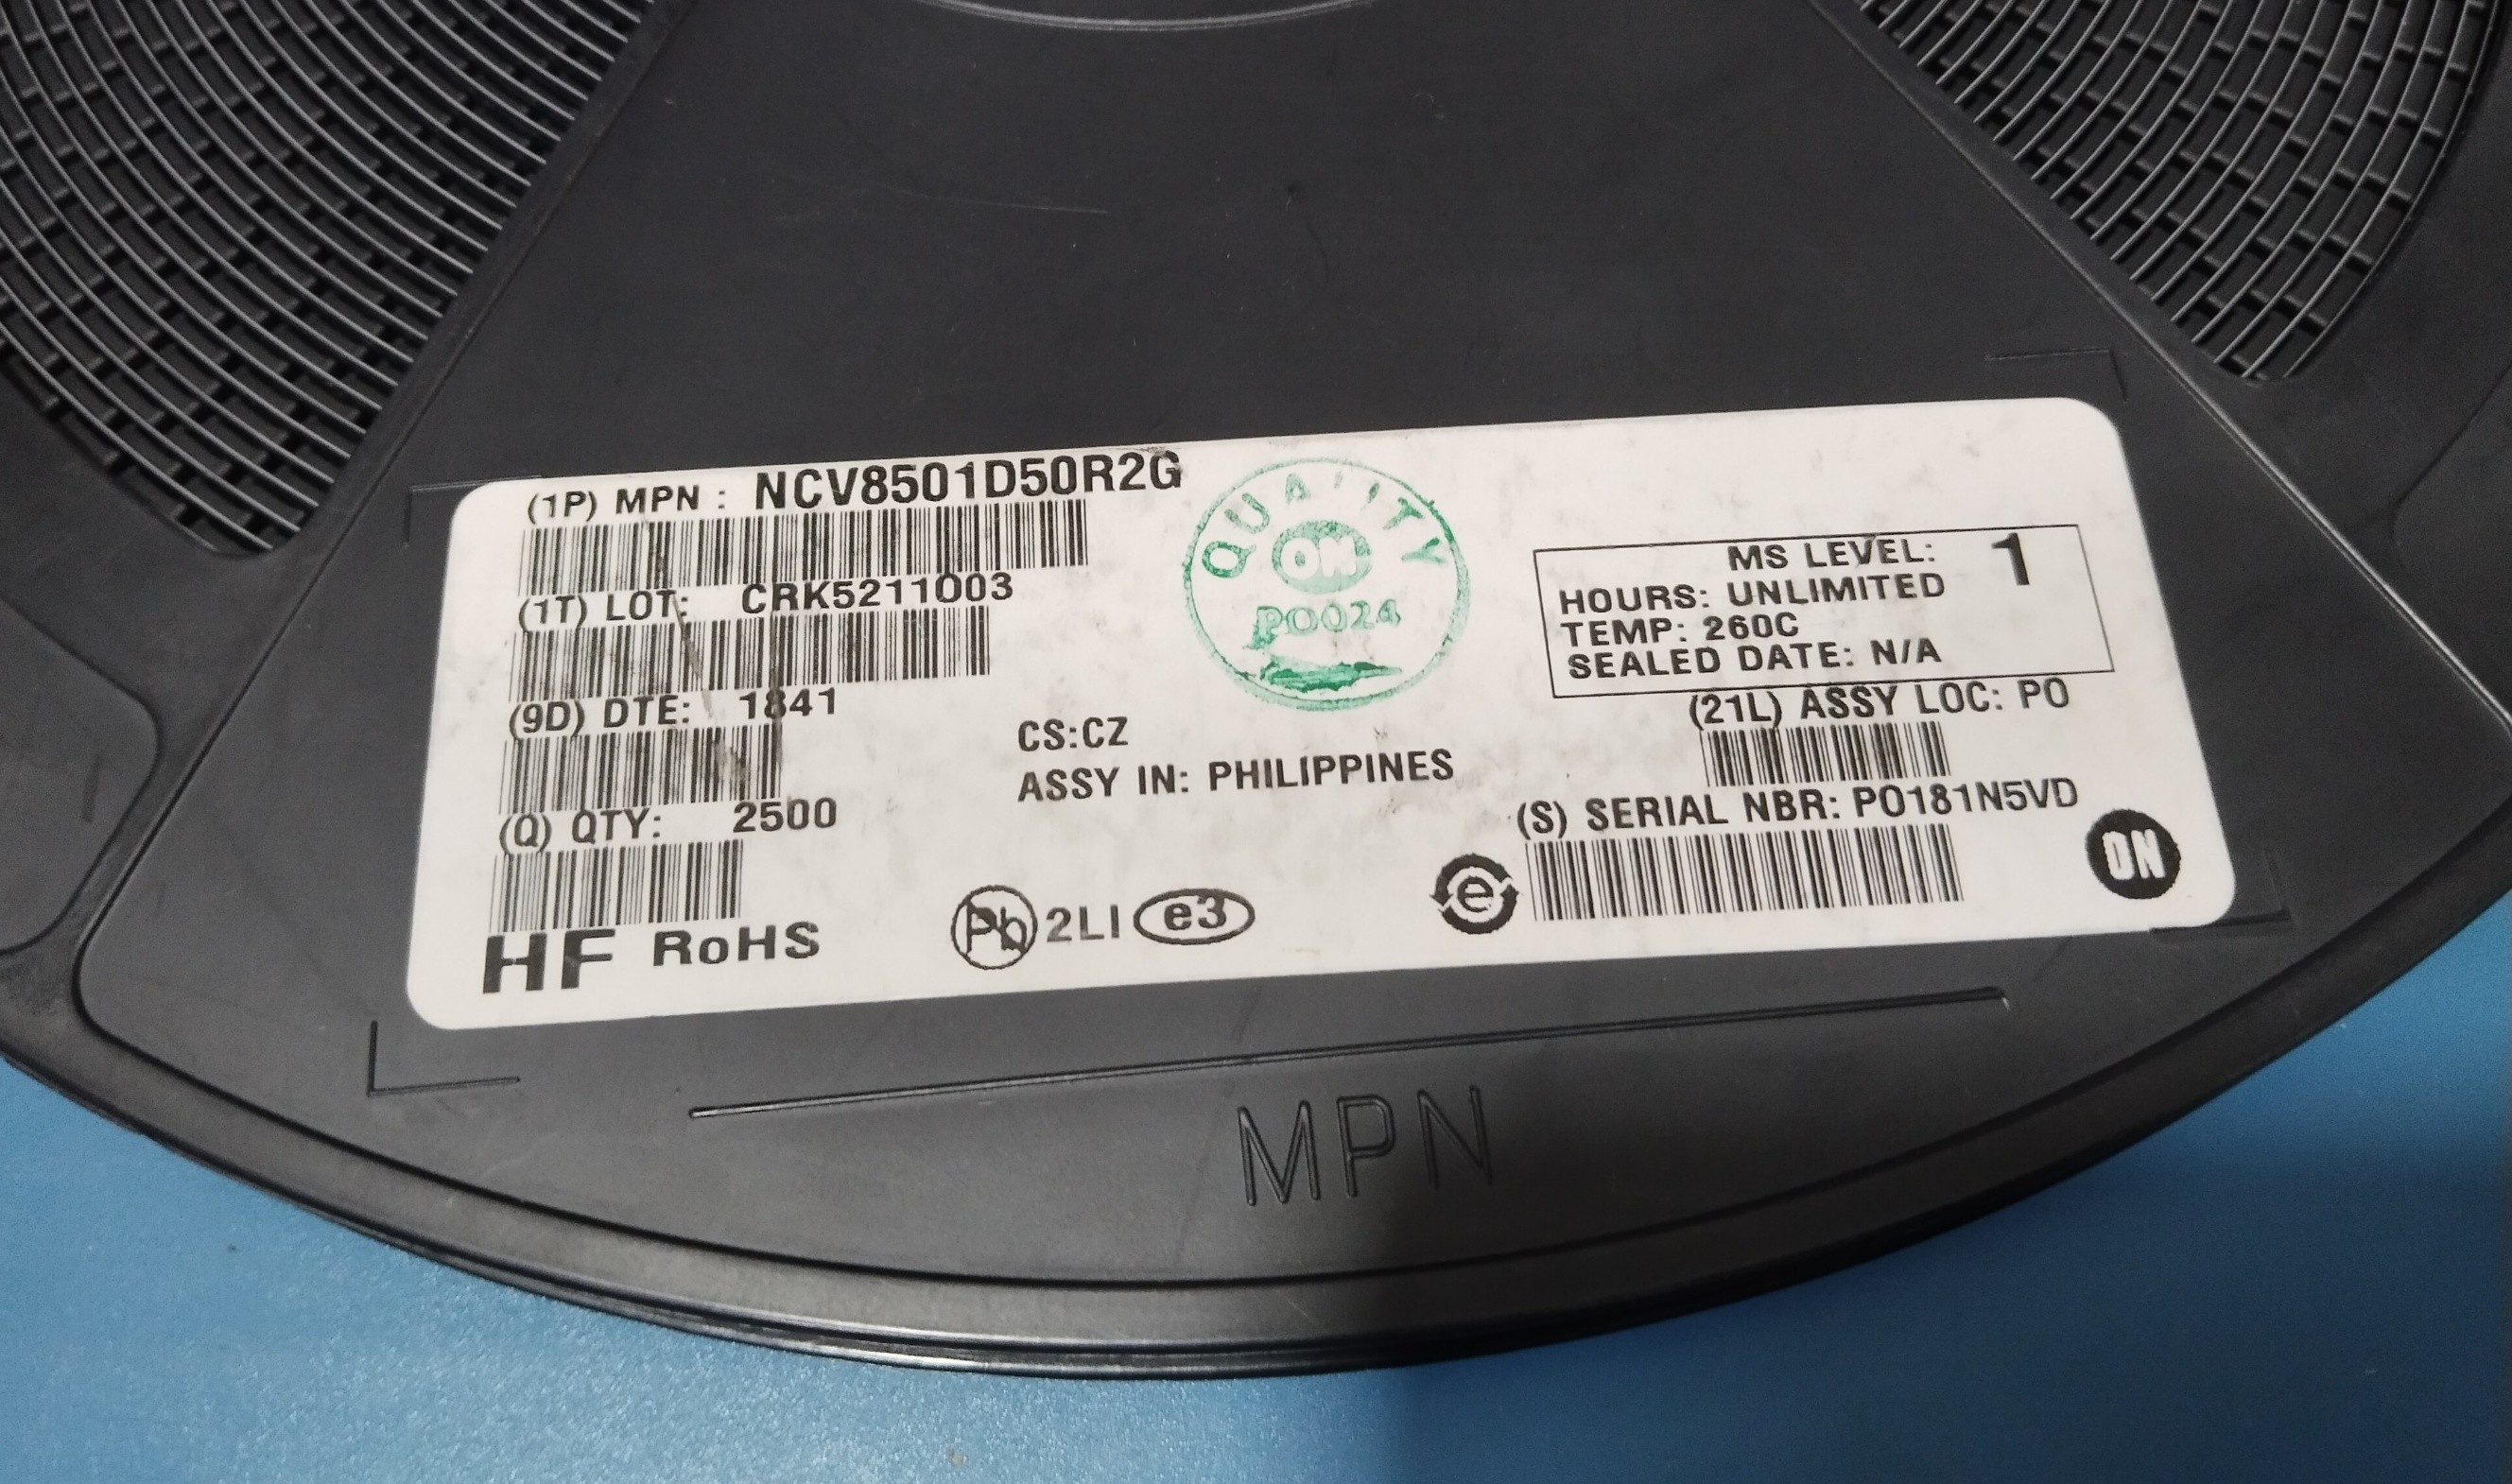 (1P) MPN : NCV8501D50R2G
(1T) LOT: CRK5211003
(9D) DTE: 1841
(Q) QTY: 2500
HF RoHS
QUALITY
ON
PO024
CS:CZ
ASSY IN: PHILIPPINES
Pb 2LI e3
MS LEVEL: 1
HOURS: UNLIMITED
TEMP: 260C
SEALED DATE: N/A
(21L) ASSY LOC: PO
(S) SERIAL NBR: PO181N5VD
e
ON
MPN